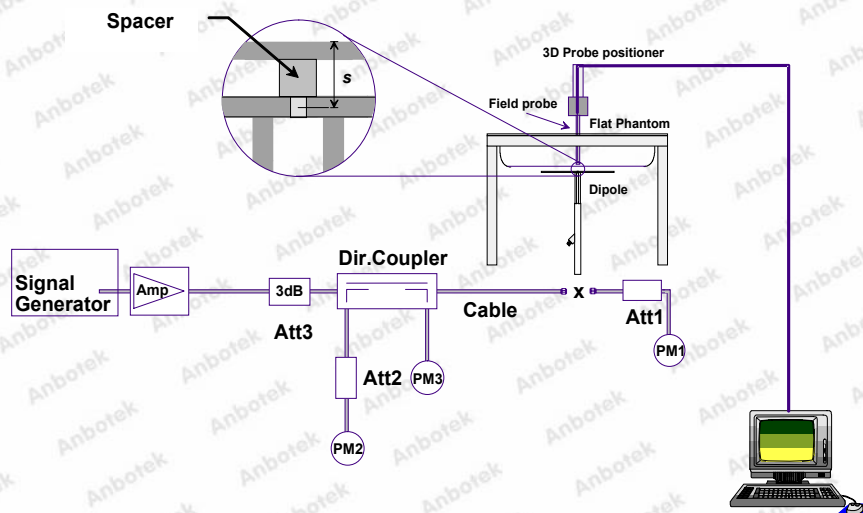 Spacer
s
3D Probe positioner
Field probe
Flat Phantom
Dipole
Signal
Generator
Amp
3dB
Att3
Dir.Coupler
Cable
x
Att1
PM1
Att2
PM3
PM2
Anbotek